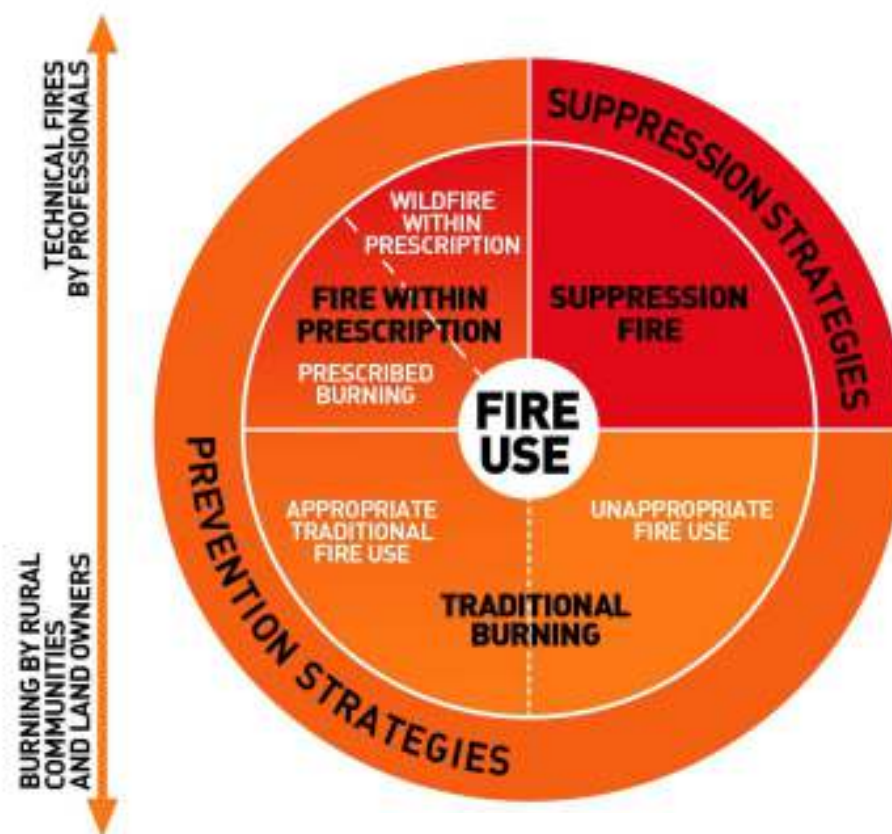 TECHNICAL FIRES
BY PROFESSIONALS
BURNING BY RURAL
COMMUNITIES
AND LAND OWNERS
SUPPRESSION STRATEGIES
WILDFIRE
WITHIN
PRESCRIPTION
FIRE WITHIN
PRESCRIPTION
PRESCRIBED
BURNING
SUPPRESSION
FIRE
FIRE
USE
APPROPRIATE
TRADITIONAL
FIRE USE
UNAPPROPRIATE
FIRE USE
TRADITIONAL
BURNING
PREVENTION STRATEGIES